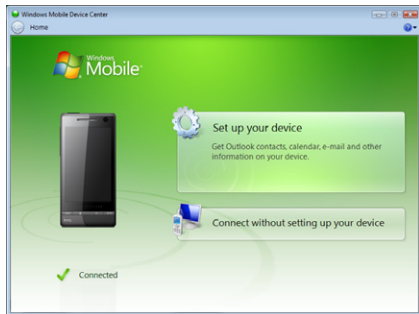 Windows Mobile Device Center
Home
Windows
Mobile
Set up your device
Get Outlook contacts, calendar, e-mail and other
information on your device.
Connect without setting up your device
Connected